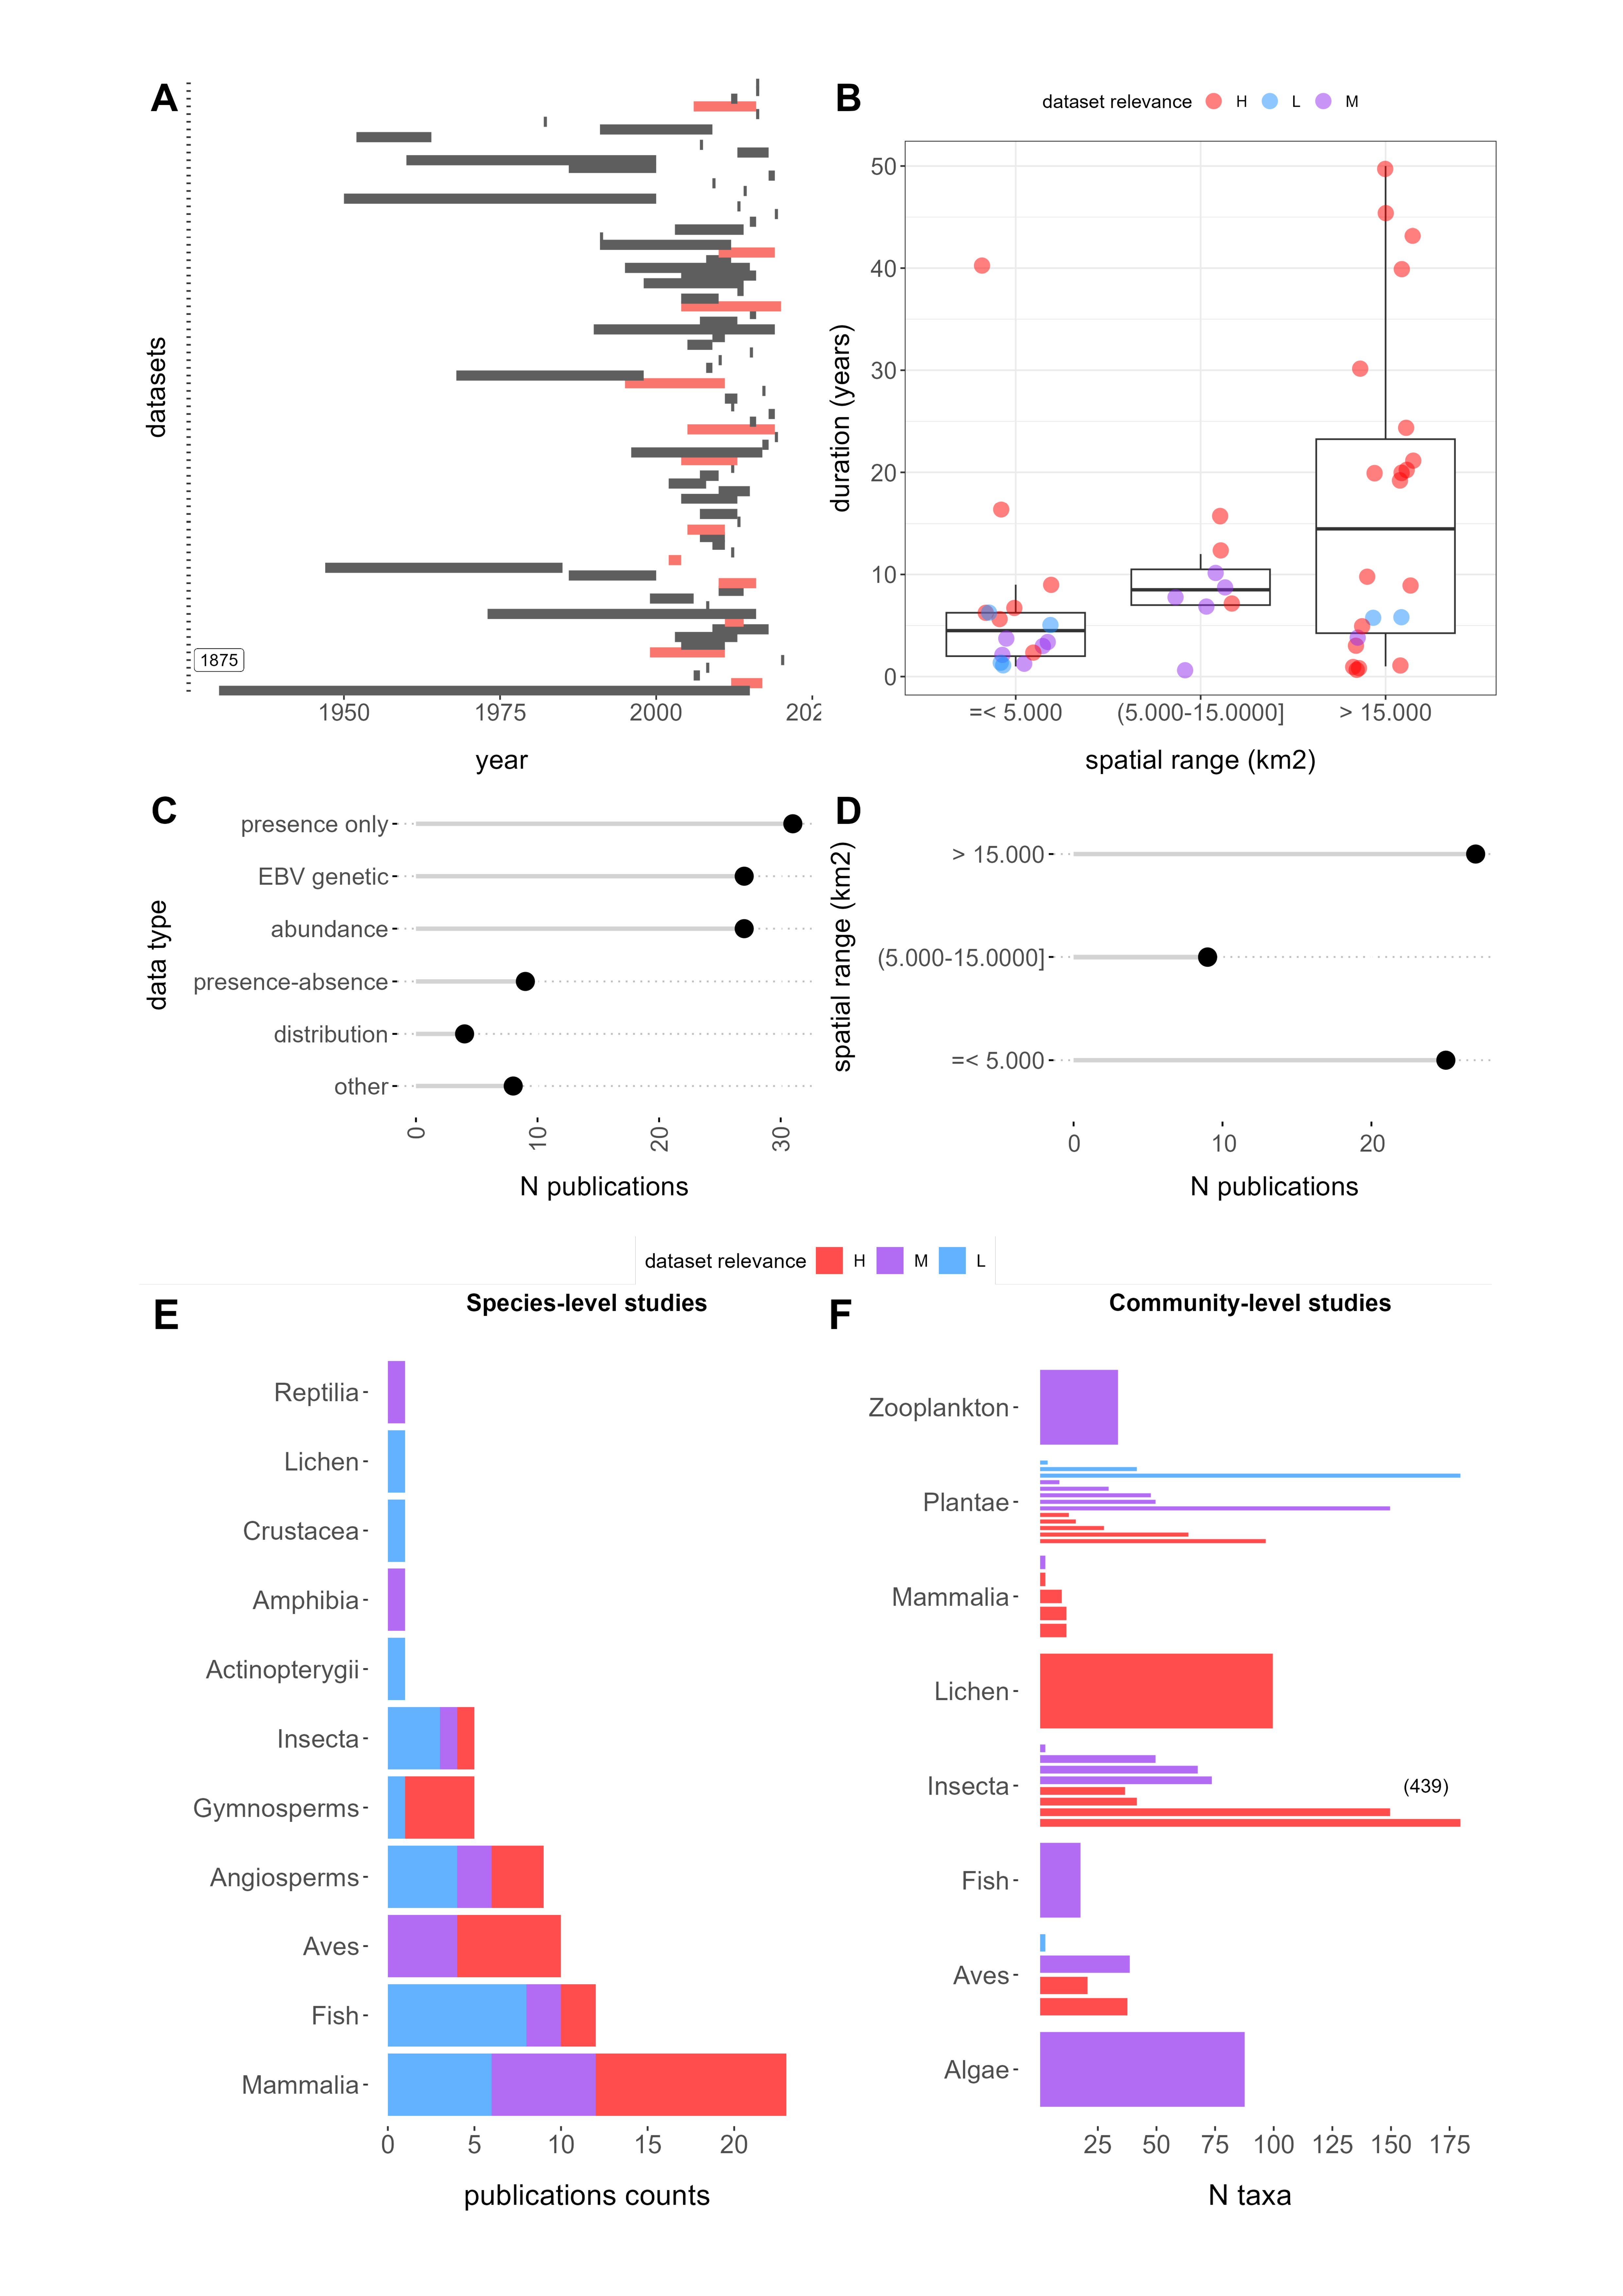 A
datasets
1875
1950 1975 2000 202
year
B
dataset relevance H L M
duration (years)
50
40
30
20
10
0
=< 5.000 (5.000-15.0000] > 15.000
spatial range (km2)
C
data type
presence only
EBV genetic
abundance
presence-absence
distribution
other
0 10 20 30
N publications
D
spatial range (km2)
> 15.000
(5.000-15.0000]
=< 5.000
0 10 20
N publications
dataset relevance H M L
E
Species-level studies
Reptilia
Lichen
Crustacea
Amphibia
Actinopterygii
Insecta
Gymnosperms
Angiosperms
Aves
Fish
Mammalia
0 5 10 15 20
publications counts
F
Community-level studies
Zooplankton
Plantae
Mammalia
Lichen
Insecta
(439)
Fish
Aves
Algae
25 50 75 100 125 150 175
N taxa